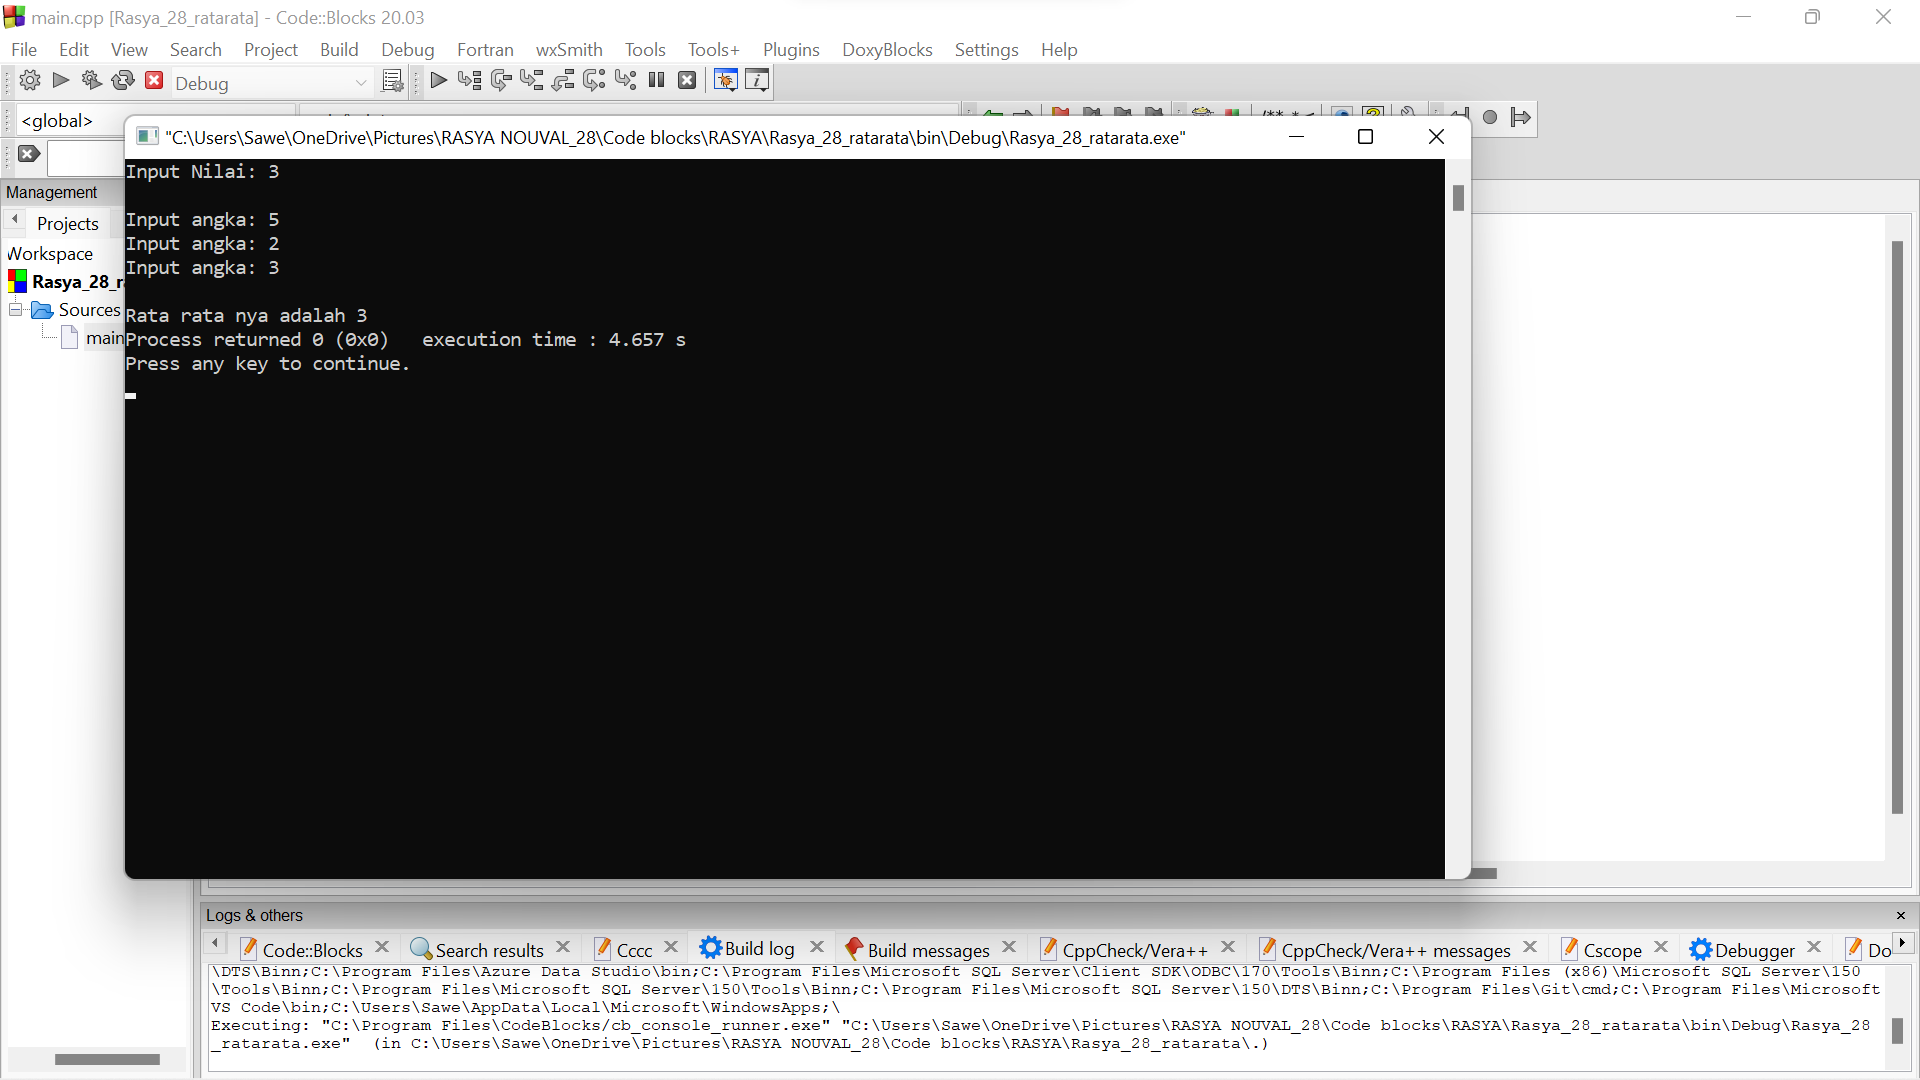 main.cpp [Rasya_28_ratarata] - Code::Blocks 20.03
File Edit View Search Project Build Debug Fortran wxSmith Tools Tools+ Plugins DoxyBlocks Settings Help
Debug
<global>
"C:\Users\Sawe\OneDrive\Pictures\RASYA NOUVAL_28\Code blocks\RASYA\Rasya_28_ratarata\bin\Debug\Rasya_28_ratarata.exe"
Management
Projects
Workspace
Rasya_28_r
Sources
main
Input Nilai: 3
Input angka: 5
Input angka: 2
Input angka: 3
Rata rata nya adalah 3
Process returned 0 (0x0)   execution time : 4.657 s
Press any key to continue.
Logs & others
Code::Blocks Search results Cccc Build log Build messages CppCheck/Vera++ CppCheck/Vera++ messages Cscope Debugger Do
\DTS\Binn;C:\Program Files\Azure Data Studio\bin;C:\Program Files\Microsoft SQL Server\Client SDK\ODBC\170\Tools\Binn;C:\Program Files (x86)\Microsoft SQL Server\150
\Tools\Binn;C:\Program Files\Microsoft SQL Server\150\Tools\Binn;C:\Program Files\Microsoft SQL Server\150\DTS\Binn;C:\Program Files\Git\cmd;C:\Program Files\Microsoft
VS Code\bin;C:\Users\Sawe\AppData\Local\Microsoft\WindowsApps;\
Executing: "C:\Program Files\CodeBlocks/cb_console_runner.exe" "C:\Users\Sawe\OneDrive\Pictures\RASYA NOUVAL_28\Code blocks\RASYA\Rasya_28_ratarata\bin\Debug\Rasya_28
_ratarata.exe"  (in C:\Users\Sawe\OneDrive\Pictures\RASYA NOUVAL_28\Code blocks\RASYA\Rasya_28_ratarata\.)